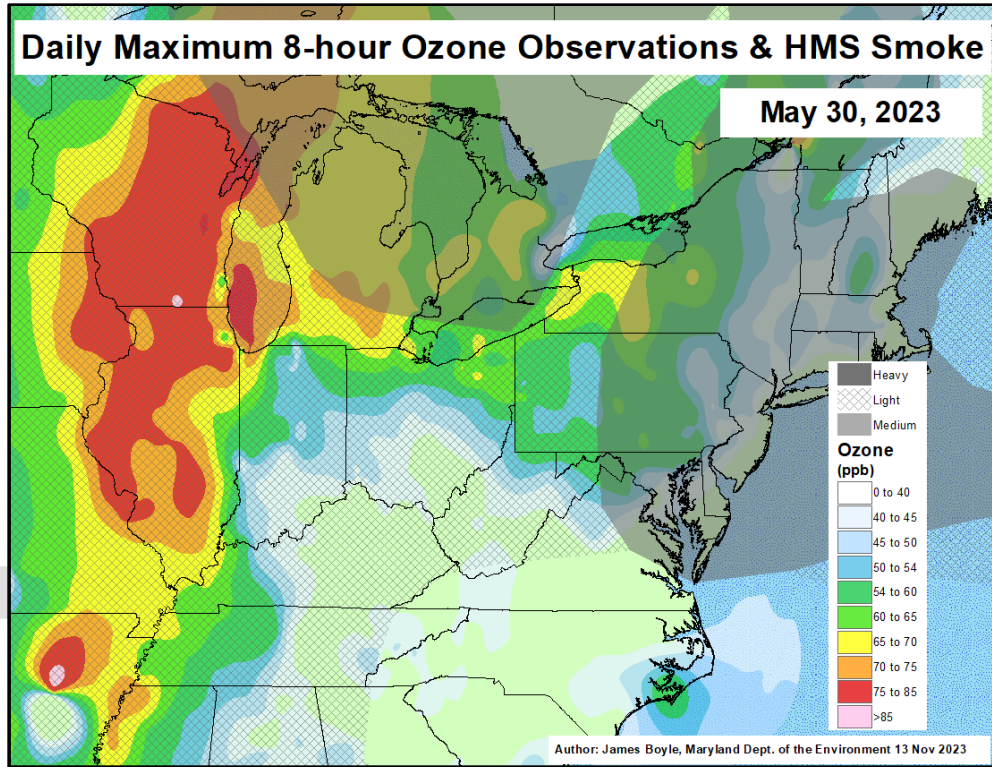 Daily Maximum 8-hour Ozone Observations & HMS Smoke
May 30, 2023
Heavy
Light
Medium
Ozone
(ppb)
0 to 40
40 to 45
45 to 50
50 to 54
54 to 60
60 to 65
65 to 70
70 to 75
75 to 85
>85
Author: James Boyle, Maryland Dept. of the Environment 13 Nov 2023